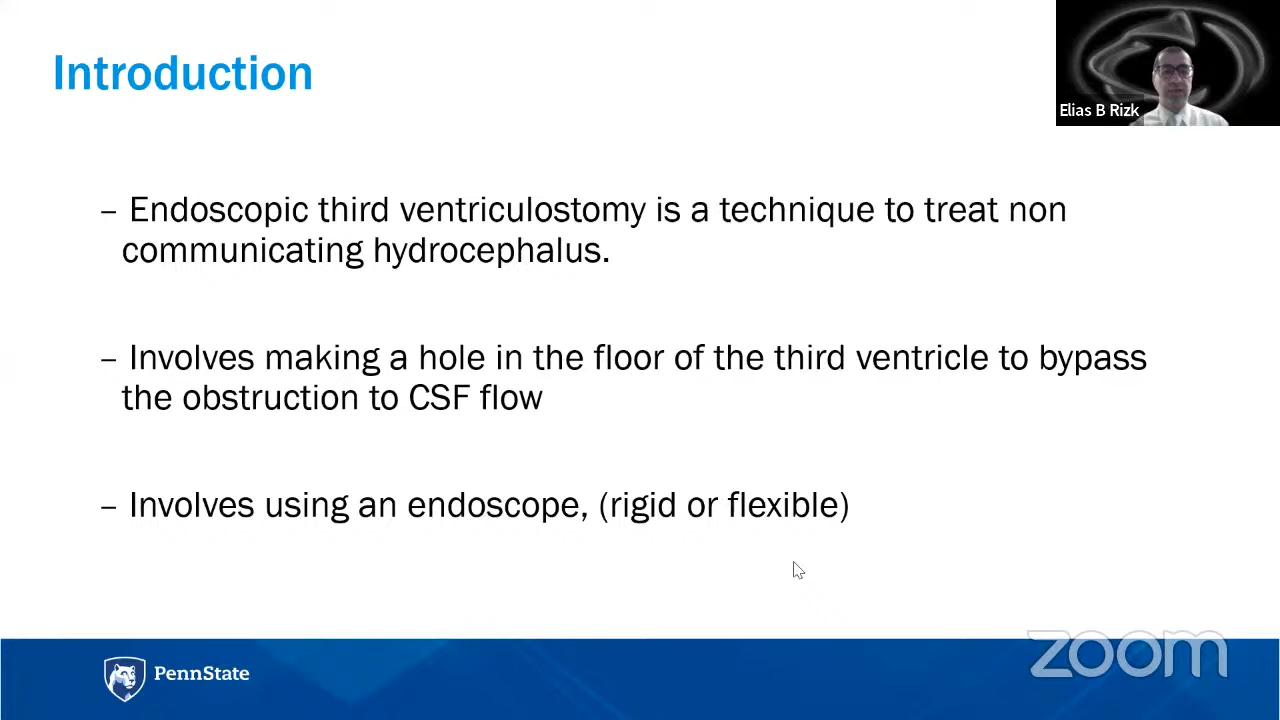 Introduction
Elias B Rizk
– Endoscopic third ventriculostomy is a technique to treat non
communicating hydrocephalus.
– Involves making a hole in the floor of the third ventricle to bypass
the obstruction to CSF flow
– Involves using an endoscope, (rigid or flexible)
PennState
zoom